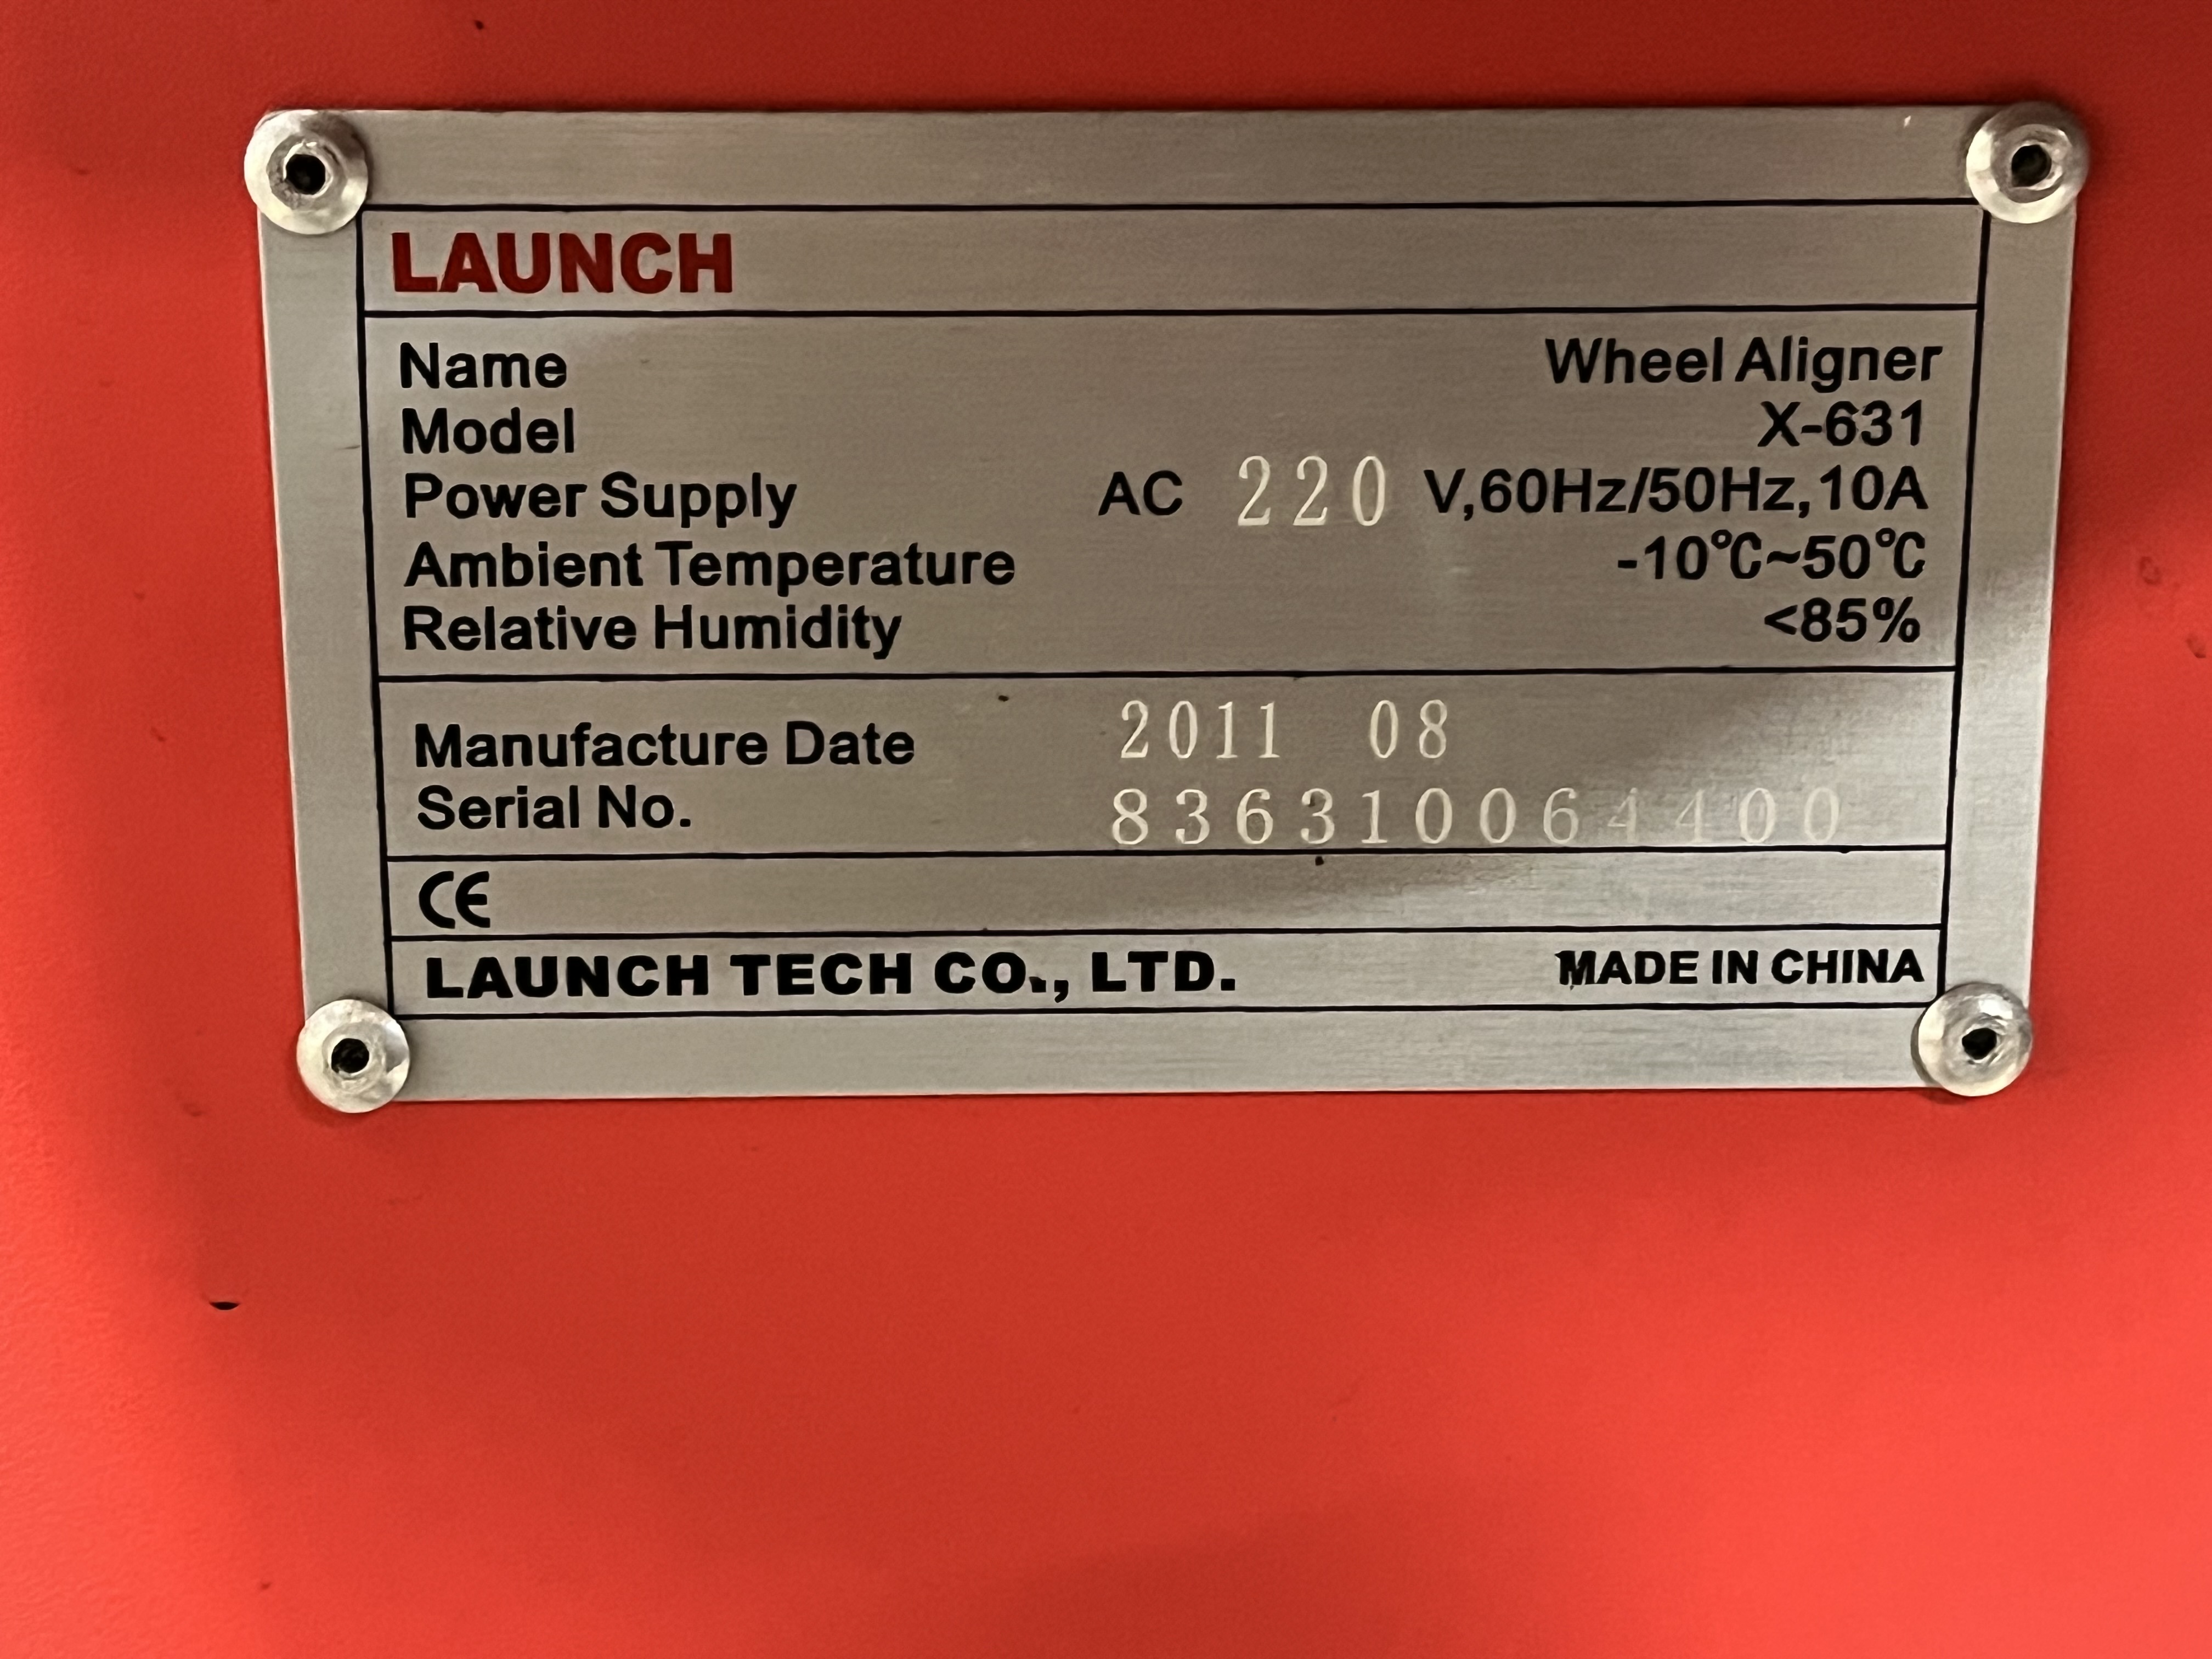 LAUNCH
Name Wheel Aligner
Model X-631
Power Supply AC 220 V,60Hz/50Hz,10A
Ambient Temperature -10℃~50℃
Relative Humidity <85%
Manufacture Date 2011 08
Serial No. 836310064400
CE
LAUNCH TECH CO., LTD. MADE IN CHINA